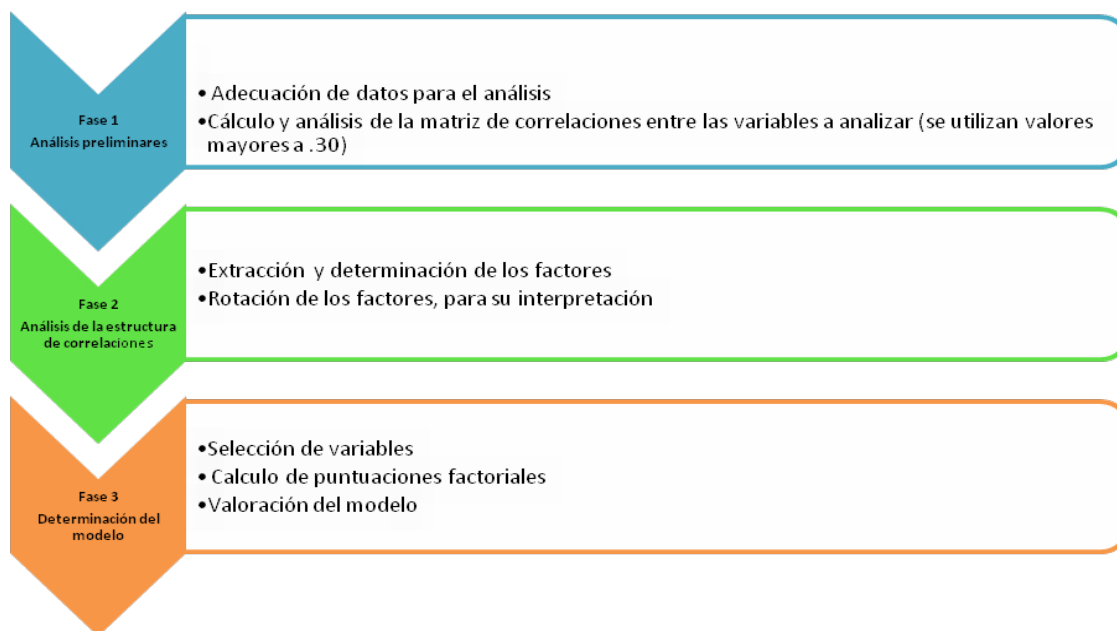 Fase 1
Análisis preliminares
• Adecuación de datos para el análisis
•Cálculo y análisis de la matriz de correlaciones entre las variables a analizar (se utilizan valores
mayores a .30)
Fase 2
Análisis de la estructura
de correlaciones
•Extracción y determinación de los factores
•Rotación de los factores, para su interpretación
Fase 3
Determinación del
modelo
•Selección de variables
• Calculo de puntuaciones factoriales
•Valoración del modelo